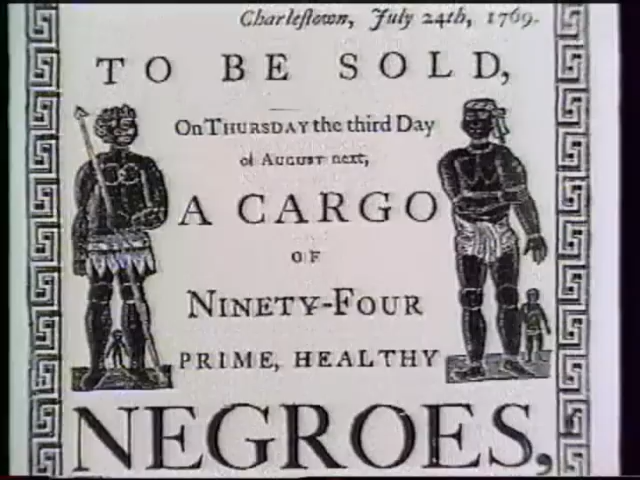 Charlestown, July 24th, 1769.
TO BE SOLD,
On THURSDAY the third Day
of AUGUST next,
A CARGO
OF
NINETY-FOUR
PRIME, HEALTHY
NEGROES,